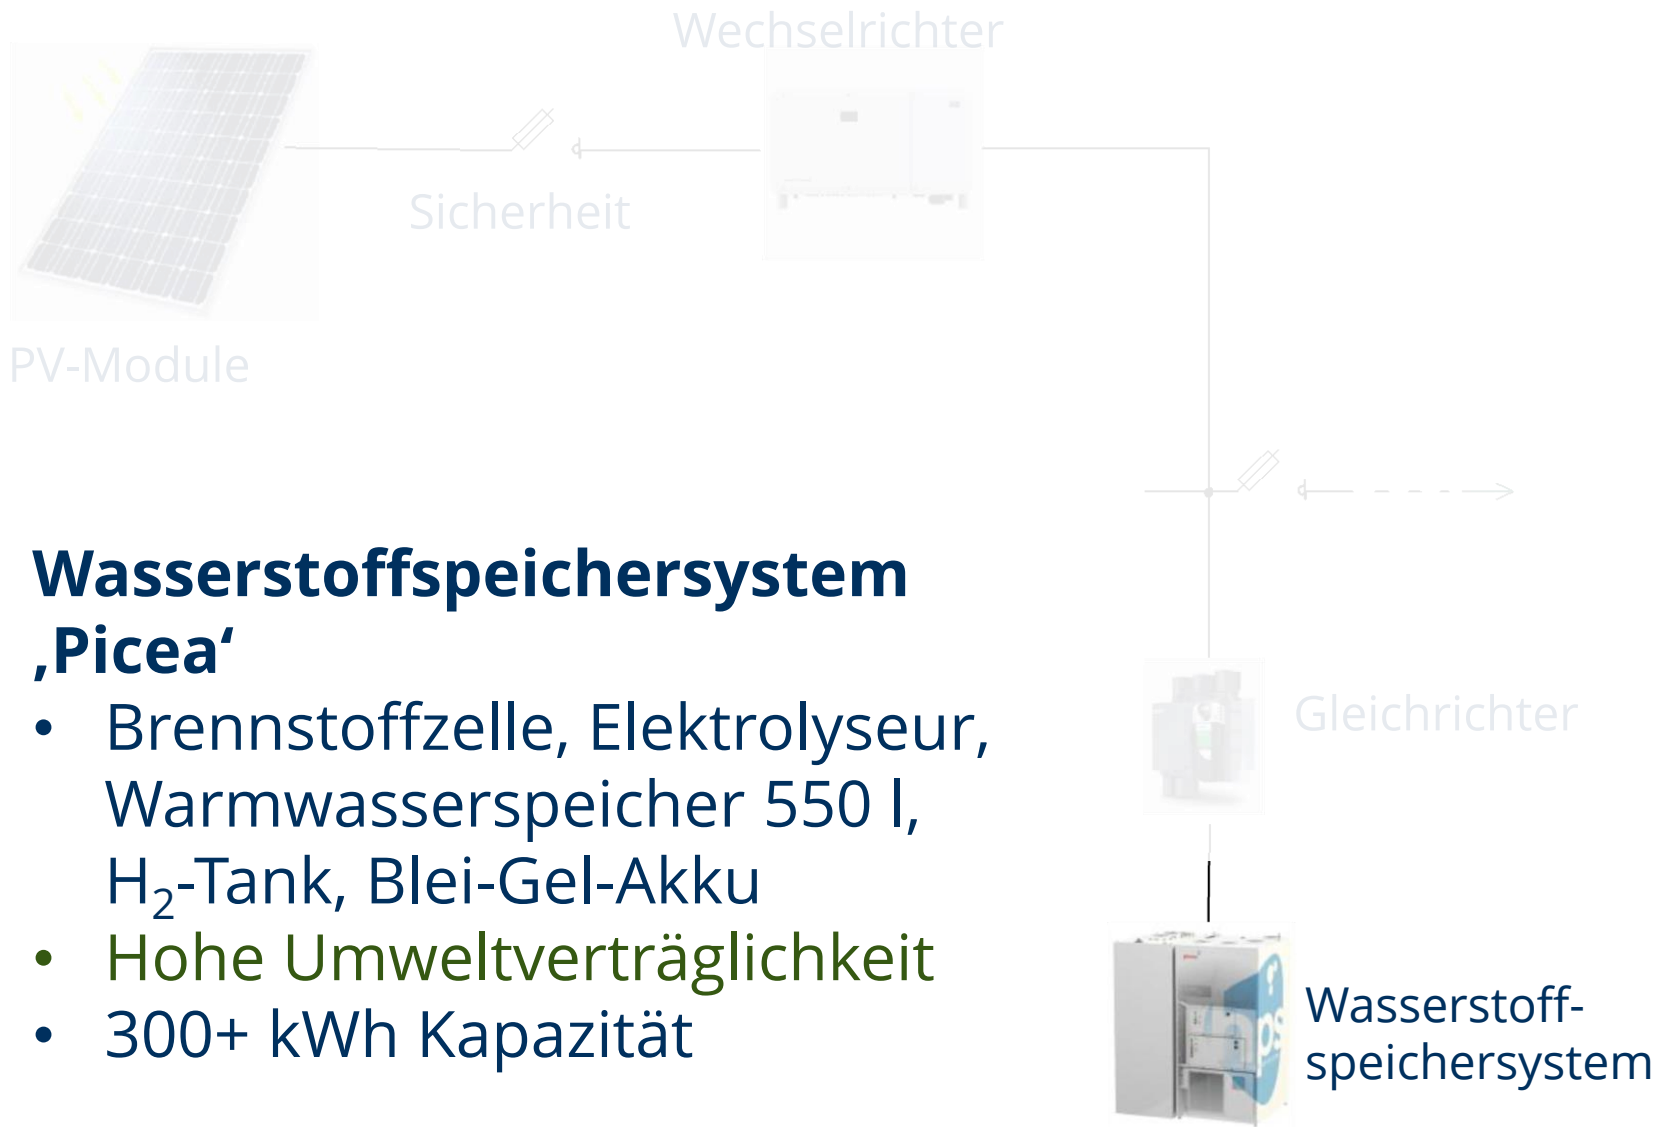 Wechselrichter
Sicherheit
PV-Module
Wasserstoffspeichersystem
‚Picea‘
• Brennstoffzelle, Elektrolyseur,
Warmwasserspeicher 550 l,
H₂-Tank, Blei-Gel-Akku
• Hohe Umweltverträglichkeit
• 300+ kWh Kapazität
Gleichrichter
Wasserstoff-
speichersystem